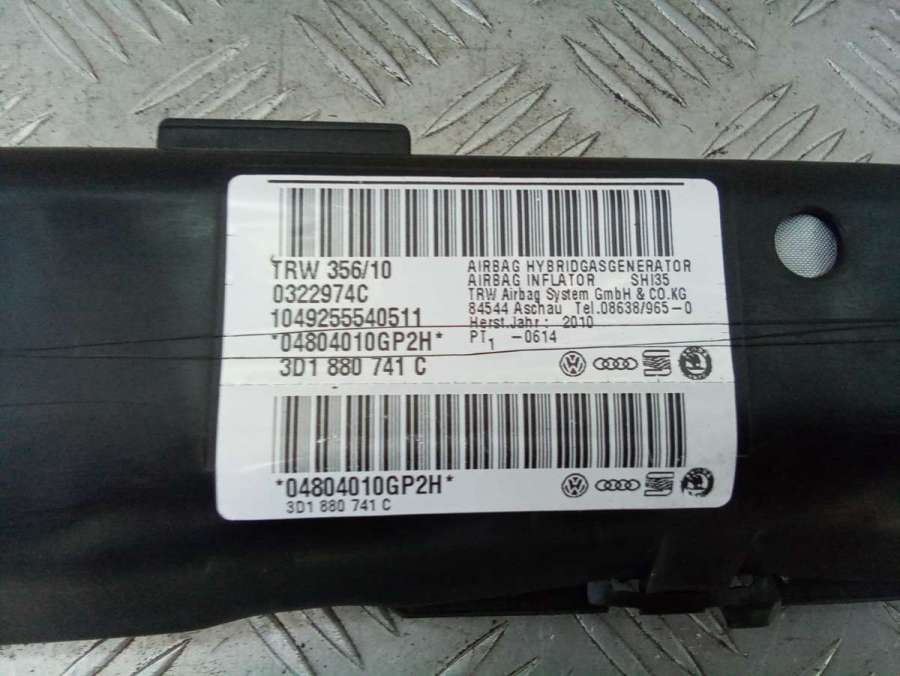 TRW 356/10
0322974C
1049255540511
*04804010GP2H*
3D1 880 741 C
AIRBAG HYBRIDGASGENERATOR
AIRBAG INFLATOR SHI35
TRW Airbag System GmbH & CO.KG
84544 Aschau Tel.08638/965-0
Herst.Jahr: 2010
PT1 -0614
*04804010GP2H*
3D1 880 741 C